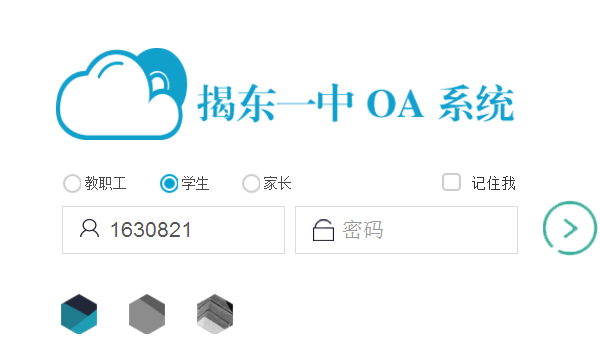 揭东一中 OA 系统
教职工 学生 家长 记住我
1630821 密码